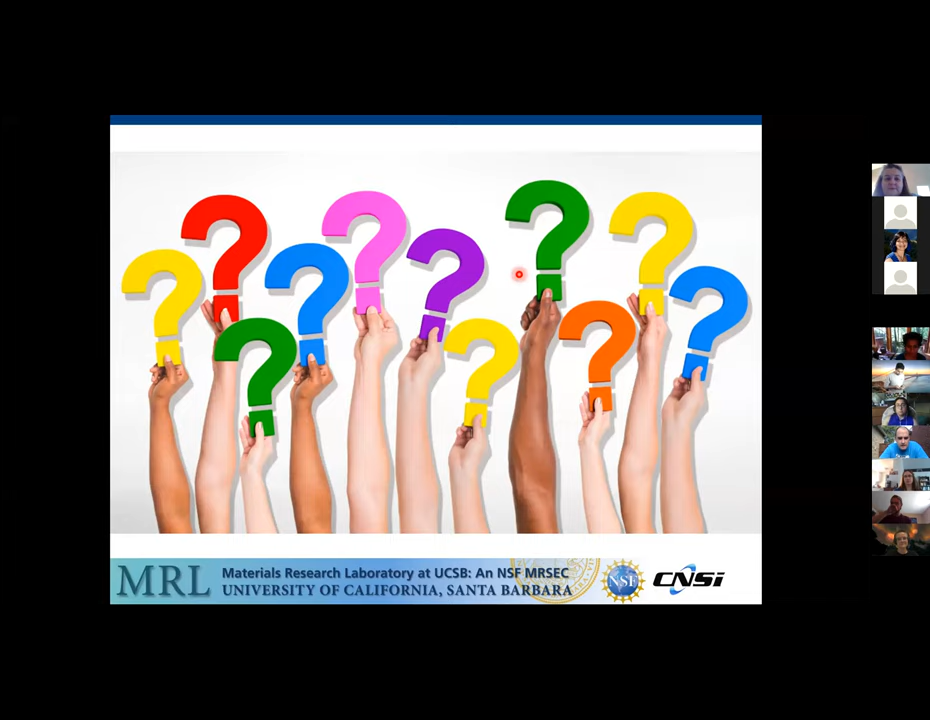 MRL
Materials Research Laboratory at UCSB: An NSF MRSEC
UNIVERSITY OF CALIFORNIA, SANTA BARBARA
NSF
CNSi